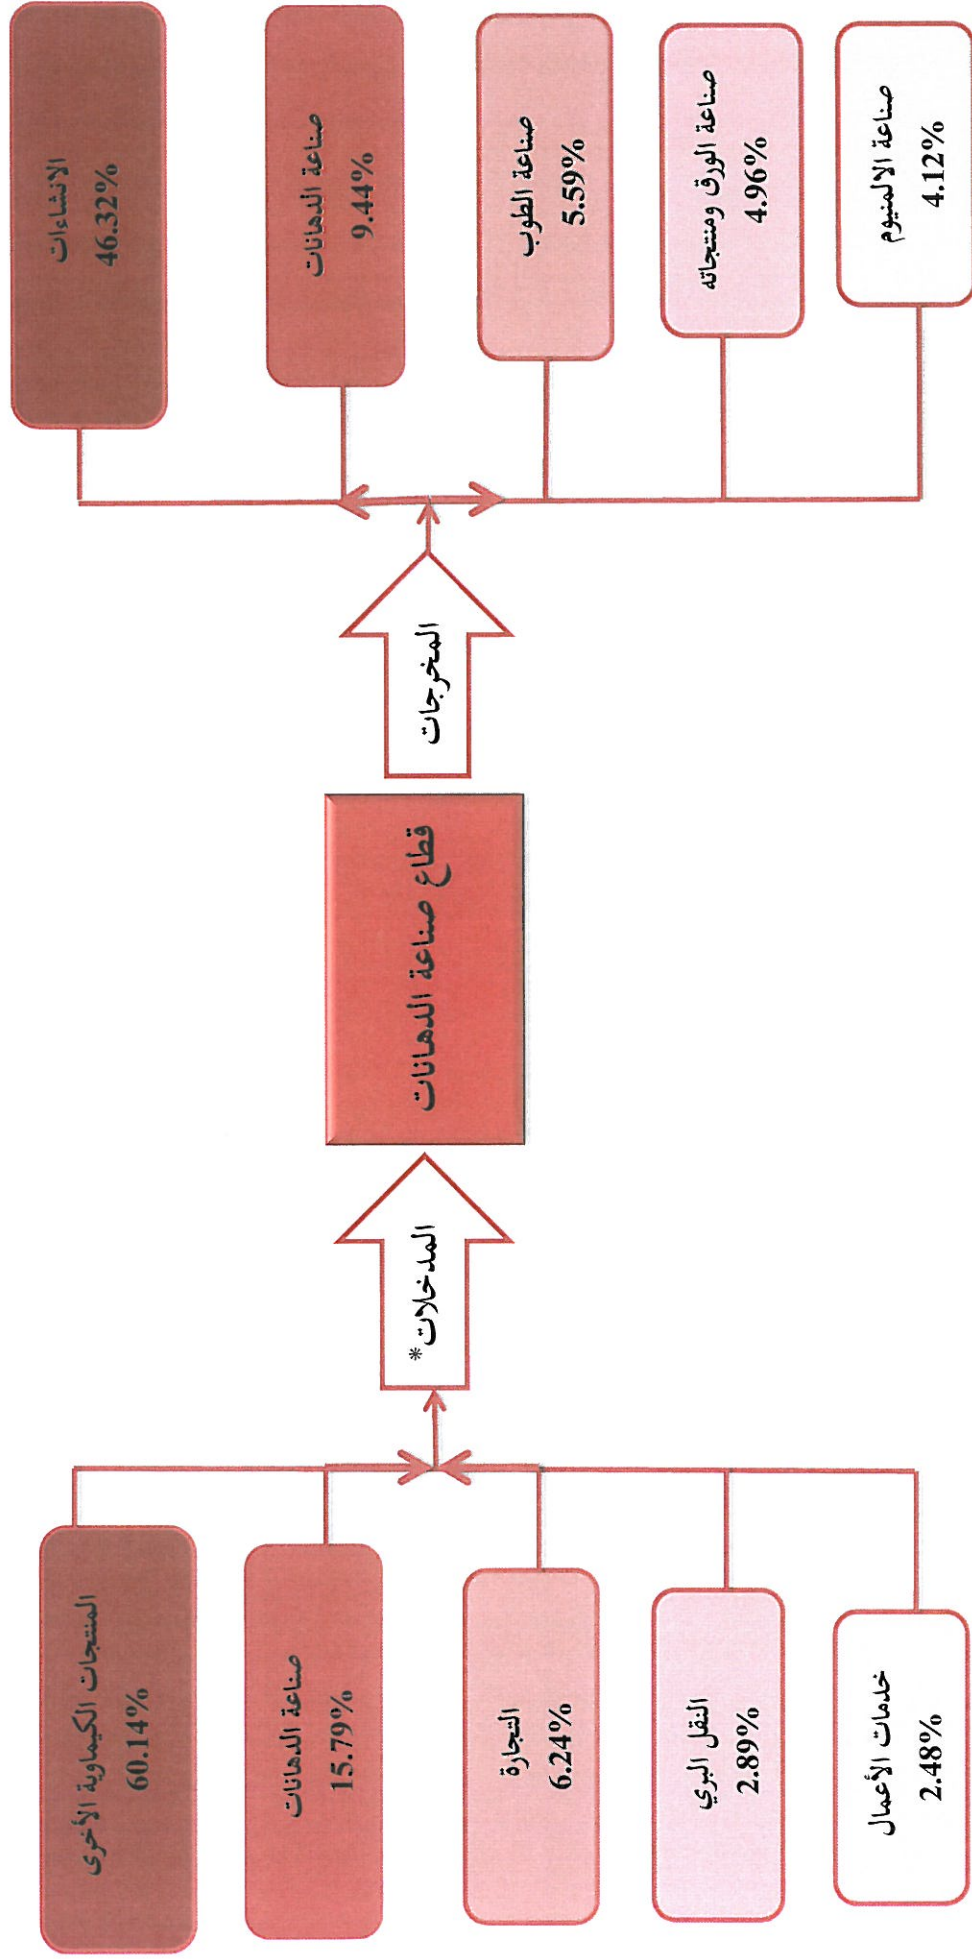 المنتجات الكيماوية الأخرى
60.14%
صناعة الدهانات
15.79%
التجارة
6.24%
النقل البري
2.89%
خدمات الأعمال
2.48%
المدخلات*
قطاع صناعة الدهانات
المخرجات
الانشاءات
46.32%
صناعة الدهانات
9.44%
صناعة الطوب
5.59%
صناعة الورق ومنتجاته
4.96%
صناعة الالمنيوم
4.12%